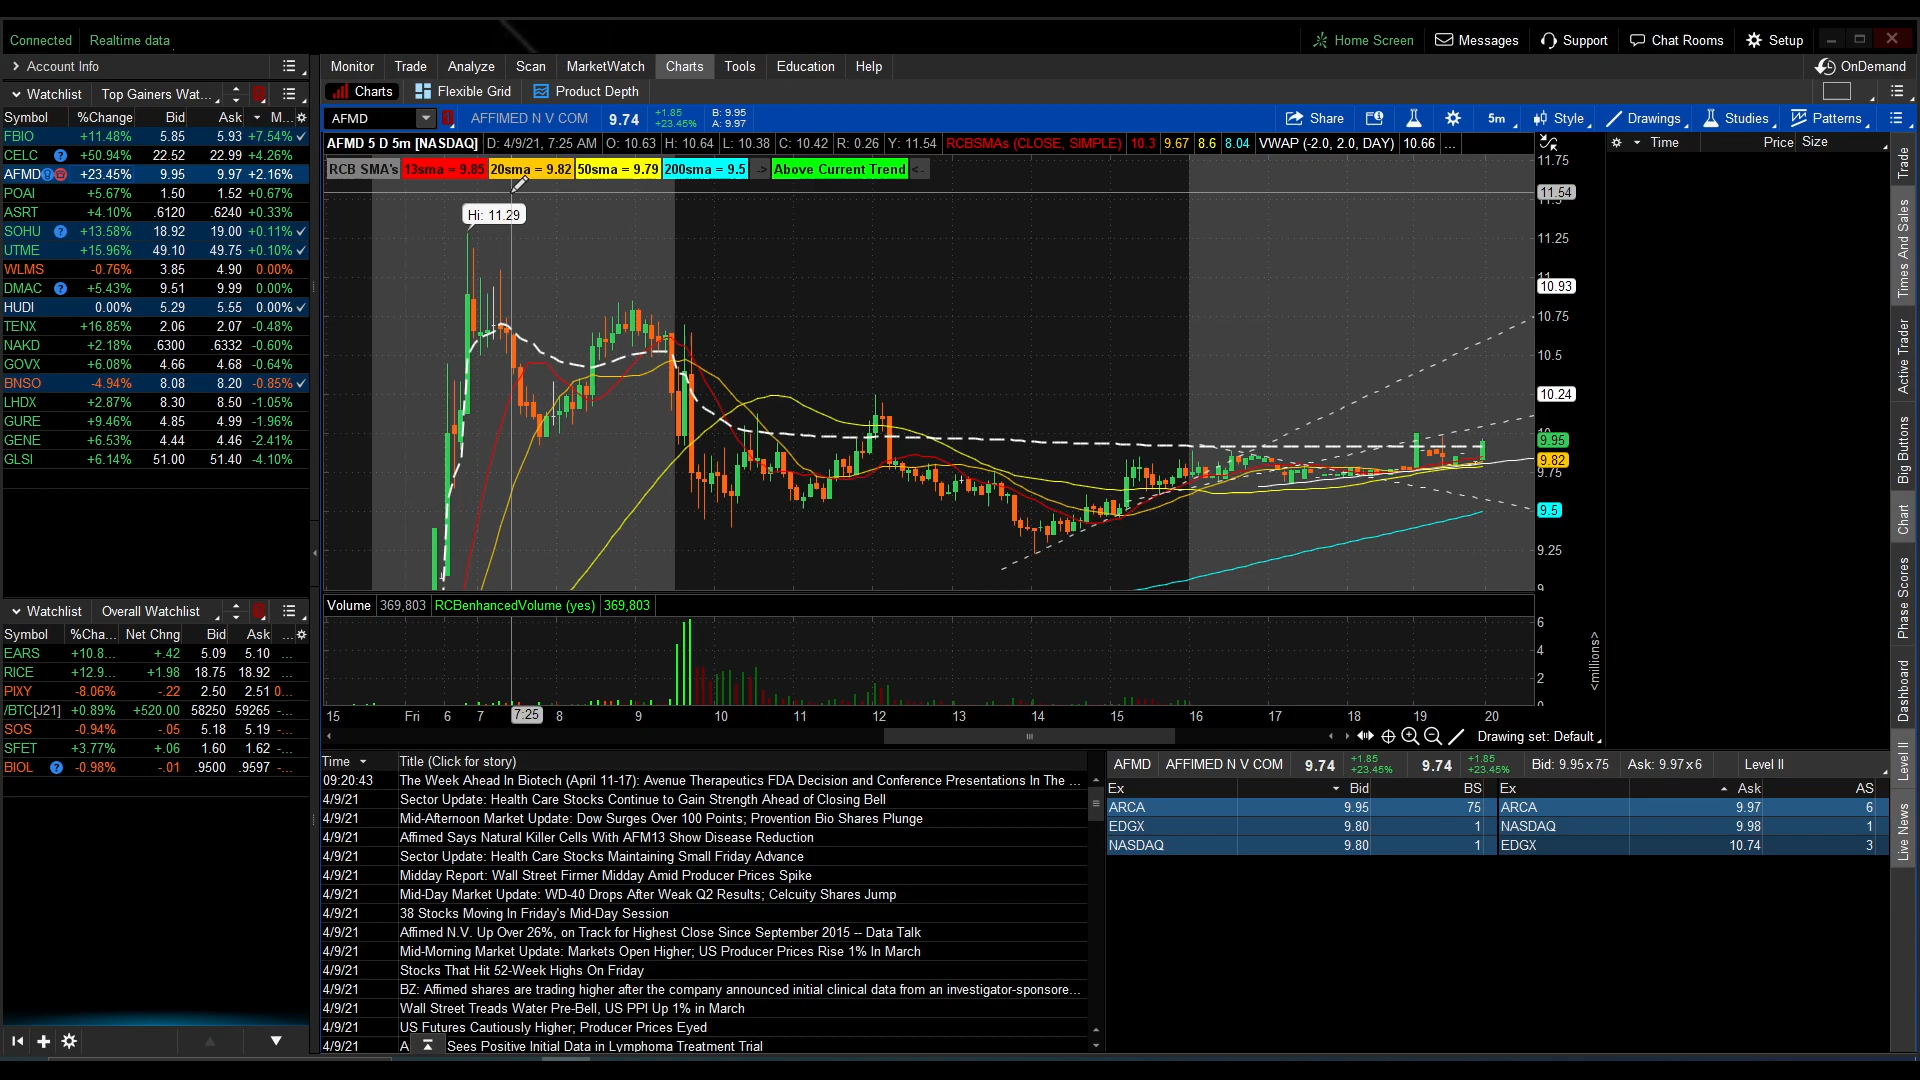 Connected Realtime data Home Screen Messages Support Chat Rooms Setup
Account Info
Monitor Trade Analyze Scan MarketWatch Charts Tools Education Help OnDemand
Watchlist Top Gainers Wat...
Charts Flexible Grid Product Depth
Symbol %Change Bid Ask M...
FBIO +11.48% 5.85 5.93 +7.54%
CELC +50.94% 22.52 22.99 +4.26%
AFMD +23.45% 9.95 9.97 +2.16%
POAI +5.67% 1.50 1.52 +0.67%
ASRT +4.10% .6120 .6240 +0.33%
SOHU +13.58% 18.92 19.00 +0.11%
UTME +15.96% 49.10 49.75 +0.10%
WLMS -0.76% 3.85 4.90 0.00%
DMAC +5.43% 9.51 9.99 0.00%
HUDI 0.00% 5.29 5.55 0.00%
TENX +16.85% 2.06 2.07 -0.48%
NAKD +2.18% .6300 .6332 -0.60%
GOVX +6.08% 4.66 4.68 -0.64%
BNSO -4.94% 8.08 8.20 -0.85%
LHDX +2.87% 8.30 8.50 -1.05%
GURE +9.46% 4.85 4.99 -1.96%
GENE +6.53% 4.44 4.46 -2.41%
GLSI +6.14% 51.00 51.40 -4.10%
Watchlist Overall Watchlist
Symbol %Cha... Net Chng Bid Ask ...
EARS +10.8... +.42 5.09 5.10 ...
RICE +12.9... +1.98 18.75 18.92 ...
PIXY -8.06% -.22 2.50 2.51 0...
/BTC[J21] +0.89% +520.00 58250 59265 -...
SOS -0.94% -.05 5.18 5.19 -...
SFET +3.77% +.06 1.60 1.62 -...
BIOL -0.98% -.01 .9500 .9597 -...
AFMD AFFIMED N V COM 9.74 +1.85 +23.45% B: 9.95 A: 9.97 Share 5m Style Drawings Studies Patterns
AFMD 5 D 5m [NASDAQ] D: 4/9/21, 7:25 AM O: 10.63 H: 10.64 L: 10.38 C: 10.42 R: 0.26 Y: 11.54 RCBSMAs (CLOSE, SIMPLE) 10.3 9.67 8.6 8.04 VWAP (-2.0, 2.0, DAY) 10.66 ...
RCB SMA's 13sma = 9.85 20sma = 9.82 50sma = 9.79 200sma = 9.5 -> Above Current Trend <-
Hi: 11.29
11.75
11.54
11.5
11.25
11
10.93
10.75
10.5
10.24
10
9.95
9.82
9.75
9.5
9.25
9
Time Price Size
Volume 369,803 RCBenhancedVolume (yes) 369,803
6
4
2
0
<millions>
15 Fri 6 7 7:25 8 9 10 11 12 13 14 15 16 17 18 19 20
Drawing set: Default
Trade
Times And Sales
Active Trader
Big Buttons
Chart
Phase Scores
Dashboard
Level II
Live News
Time Title (Click for story)
09:20:43 The Week Ahead In Biotech (April 11-17): Avenue Therapeutics FDA Decision and Conference Presentations In The ...
4/9/21 Sector Update: Health Care Stocks Continue to Gain Strength Ahead of Closing Bell
4/9/21 Mid-Afternoon Market Update: Dow Surges Over 100 Points; Provention Bio Shares Plunge
4/9/21 Affimed Says Natural Killer Cells With AFM13 Show Disease Reduction
4/9/21 Sector Update: Health Care Stocks Maintaining Small Friday Advance
4/9/21 Midday Report: Wall Street Firmer Midday Amid Producer Prices Spike
4/9/21 Mid-Day Market Update: WD-40 Drops After Weak Q2 Results; Celcuity Shares Jump
4/9/21 38 Stocks Moving In Friday's Mid-Day Session
4/9/21 Affimed N.V. Up Over 26%, on Track for Highest Close Since September 2015 -- Data Talk
4/9/21 Mid-Morning Market Update: Markets Open Higher; US Producer Prices Rise 1% In March
4/9/21 Stocks That Hit 52-Week Highs On Friday
4/9/21 BZ: Affimed shares are trading higher after the company announced initial clinical data from an investigator-sponsore...
4/9/21 Wall Street Treads Water Pre-Bell, US PPI Up 1% in March
4/9/21 US Futures Cautiously Higher; Producer Prices Eyed
4/9/21 A Sees Positive Initial Data in Lymphoma Treatment Trial
AFMD AFFIMED N V COM 9.74 +1.85 +23.45% 9.74 +1.85 +23.45% Bid: 9.95 x 75 Ask: 9.97 x 6 Level II
Ex Bid BS Ex Ask AS
ARCA 9.95 75 ARCA 9.97 6
EDGX 9.80 1 NASDAQ 9.98 1
NASDAQ 9.80 1 EDGX 10.74 3